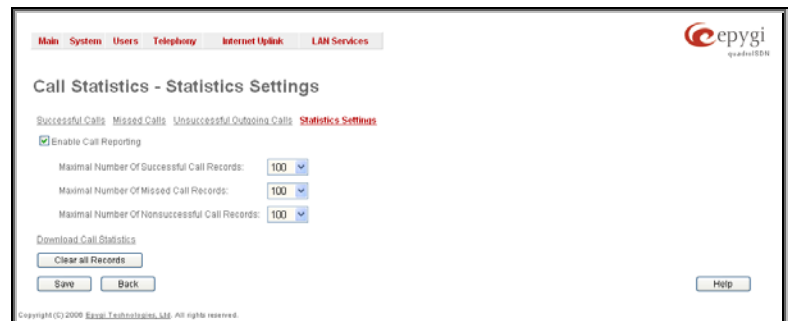 Main System Users Telephony Internet Uplink LAN Services
epygi
quadroISDN
Call Statistics - Statistics Settings
Successful Calls Missed Calls Unsuccessful Outgoing Calls Statistics Settings
Enable Call Reporting
Maximal Number Of Successful Call Records: 100
Maximal Number Of Missed Call Records: 100
Maximal Number Of Nonsuccessful Call Records: 100
Download Call Statistics
Clear all Records
Save Back Help
Copyright (C) 2006 Epygi Technologies, Ltd. All rights reserved.